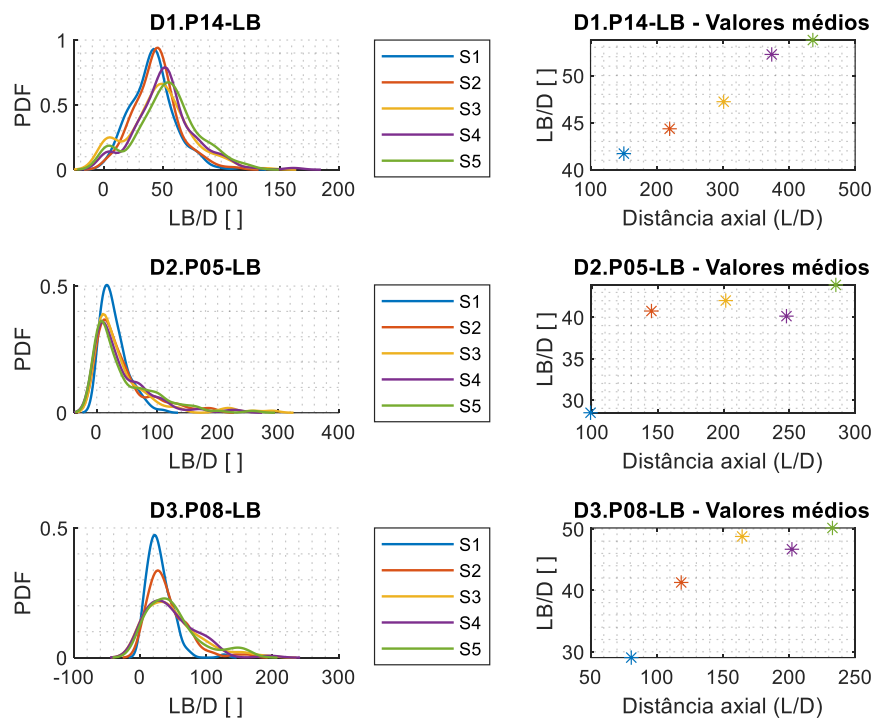 D1.P14-LB
1
0.5
0
PDF
0
50
100
150
200
LB/D [ ]
S1
S2
S3
S4
S5
D1.P14-LB - Valores médios
50
45
40
LB/D [ ]
100
200
300
400
500
Distância axial (L/D)
D2.P05-LB
0.5
0
PDF
0
100
200
300
400
LB/D [ ]
S1
S2
S3
S4
S5
D2.P05-LB - Valores médios
40
35
30
LB/D [ ]
100
150
200
250
300
Distância axial (L/D)
D3.P08-LB
0.5
0
PDF
-100
0
100
200
300
LB/D [ ]
S1
S2
S3
S4
S5
D3.P08-LB - Valores médios
50
40
30
LB/D [ ]
50
100
150
200
250
Distância axial (L/D)